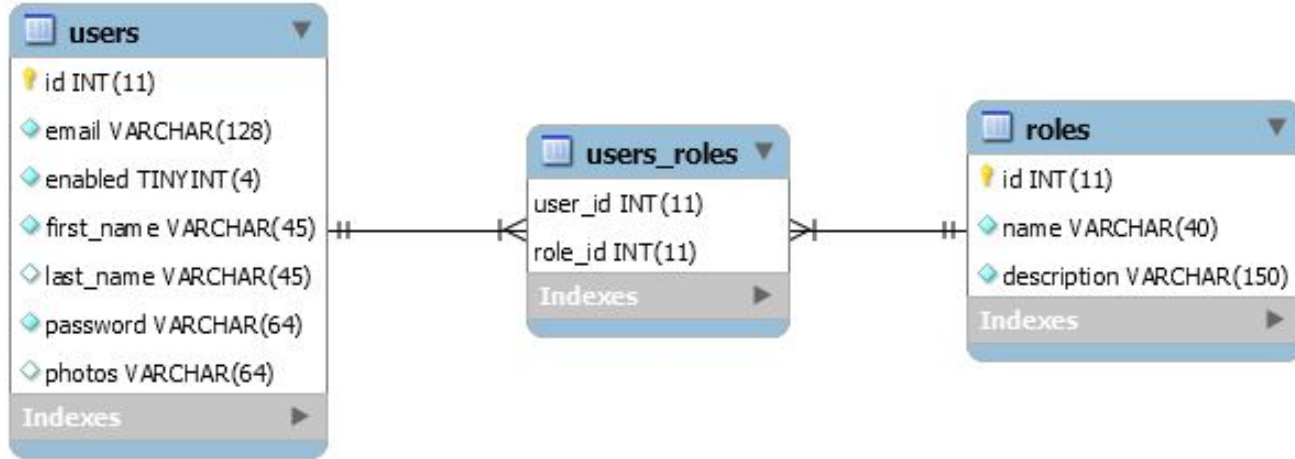 users
id INT(11)
email VARCHAR(128)
enabled TINYINT(4)
first_name VARCHAR(45)
last_name VARCHAR(45)
password VARCHAR(64)
photos VARCHAR(64)
Indexes
users_roles
user_id INT(11)
role_id INT(11)
Indexes
roles
id INT(11)
name VARCHAR(40)
description VARCHAR(150)
Indexes